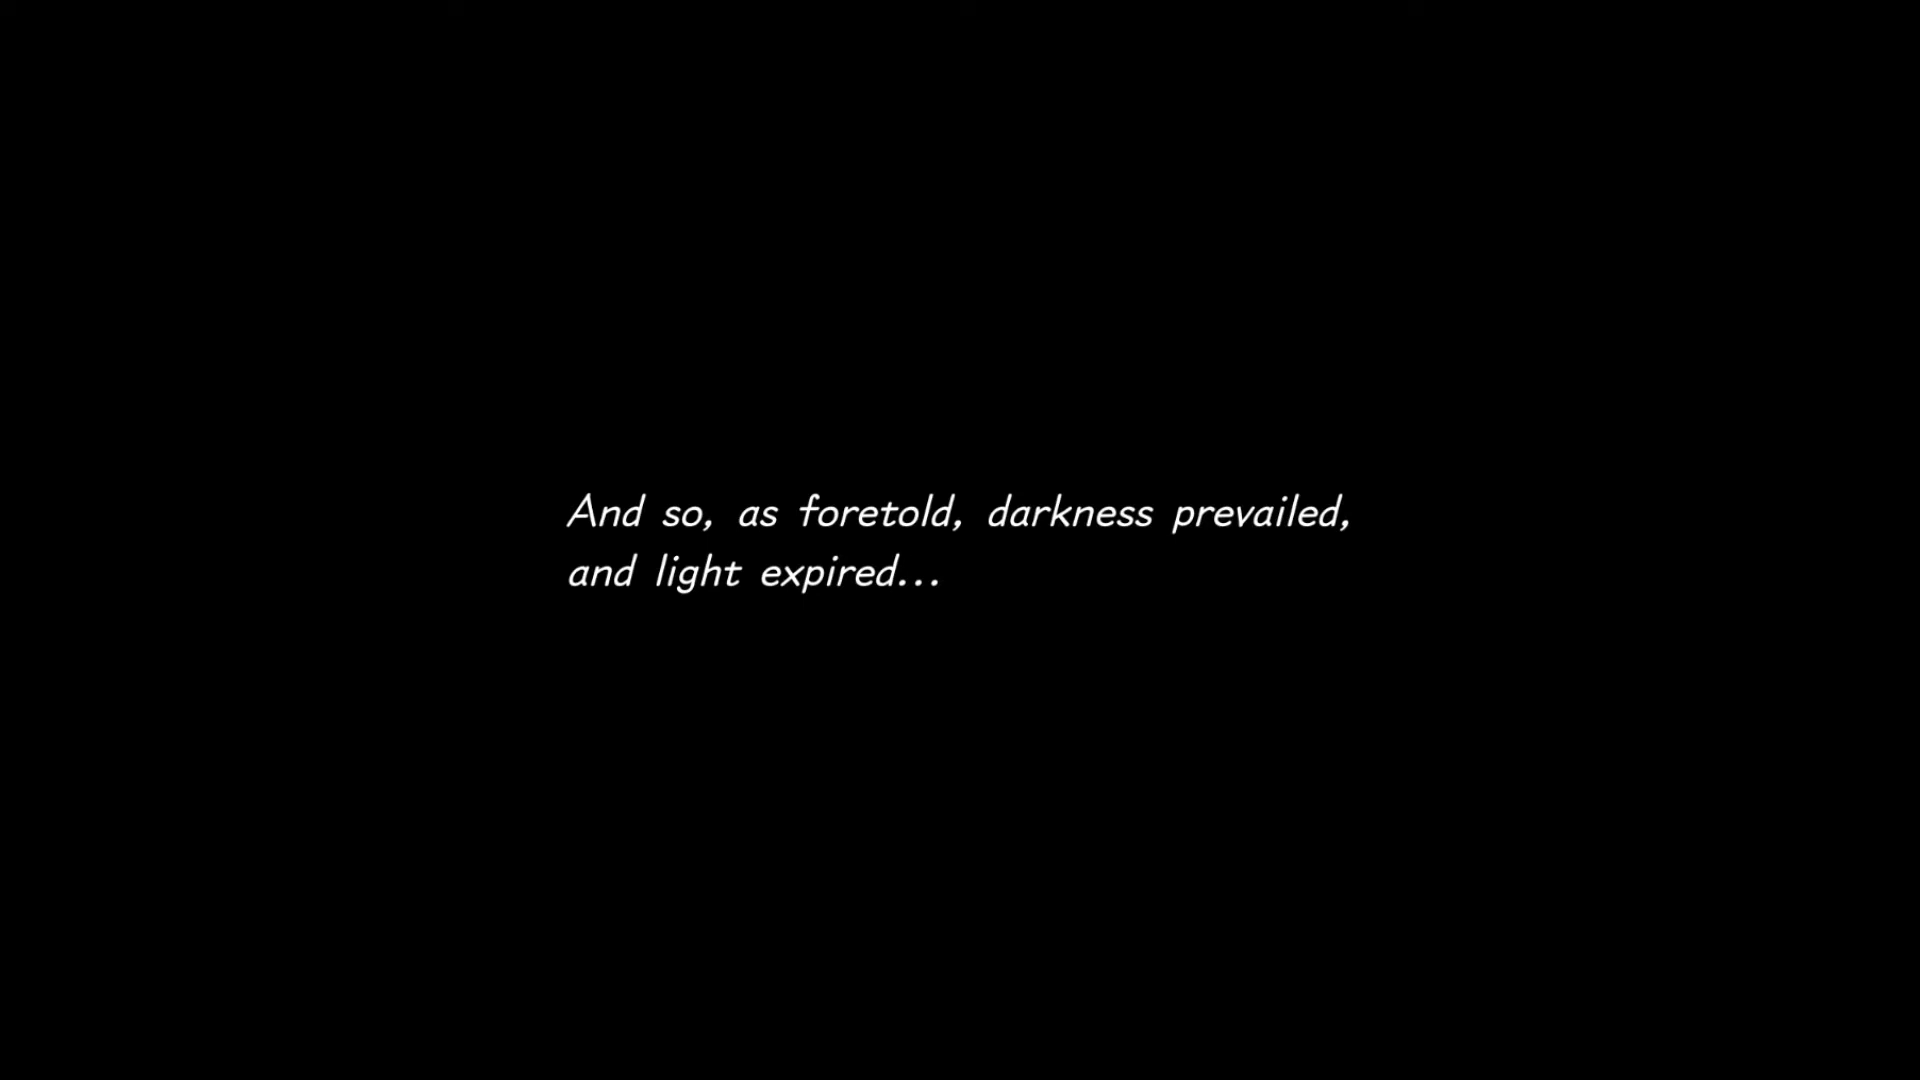 And so, as foretold, darkness prevailed,
and light expired...